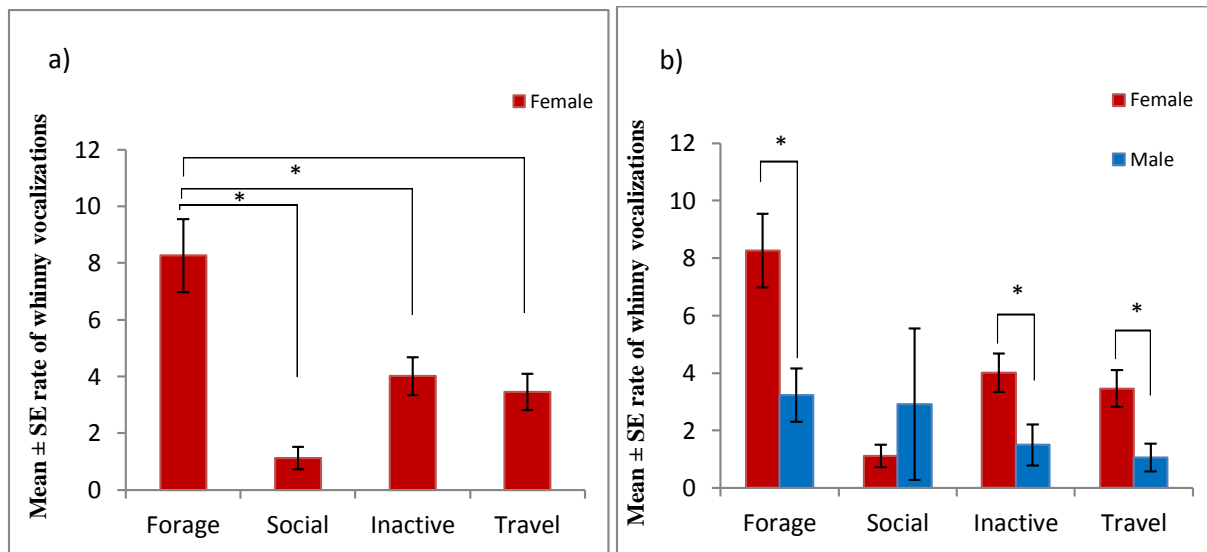 a)
Female
Mean ± SE rate of whinny vocalizations
12
10
8
6
4
2
0
*
*
*
Forage Social Inactive Travel
b)
Female
Male
Mean ± SE rate of whinny vocalizations
12
10
8
6
4
2
0
*
*
*
Forage Social Inactive Travel